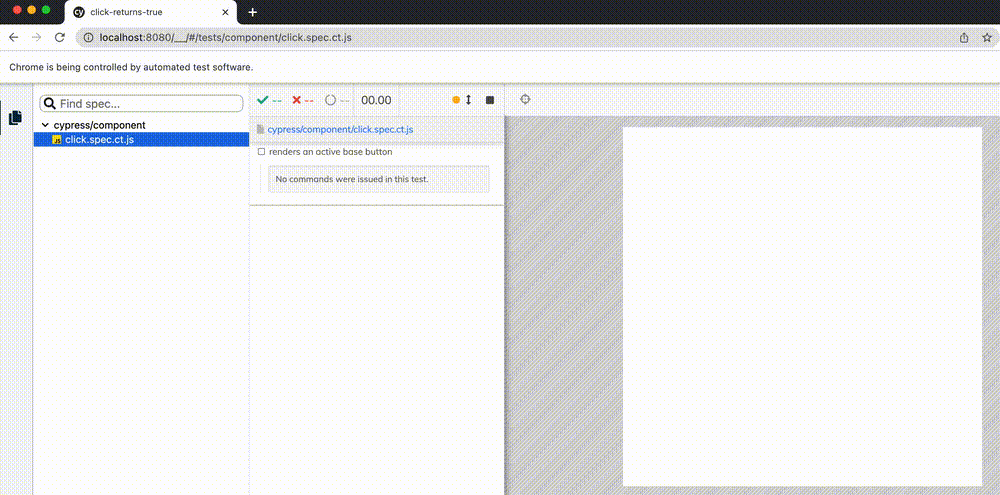 click-returns-true
localhost:8080/__/#/tests/component/click.spec.ct.js
Chrome is being controlled by automated test software.
Find spec...
-- -- -- 00.00
cypress/component
click.spec.ct.js
cypress/component/click.spec.ct.js
renders an active base button
No commands were issued in this test.